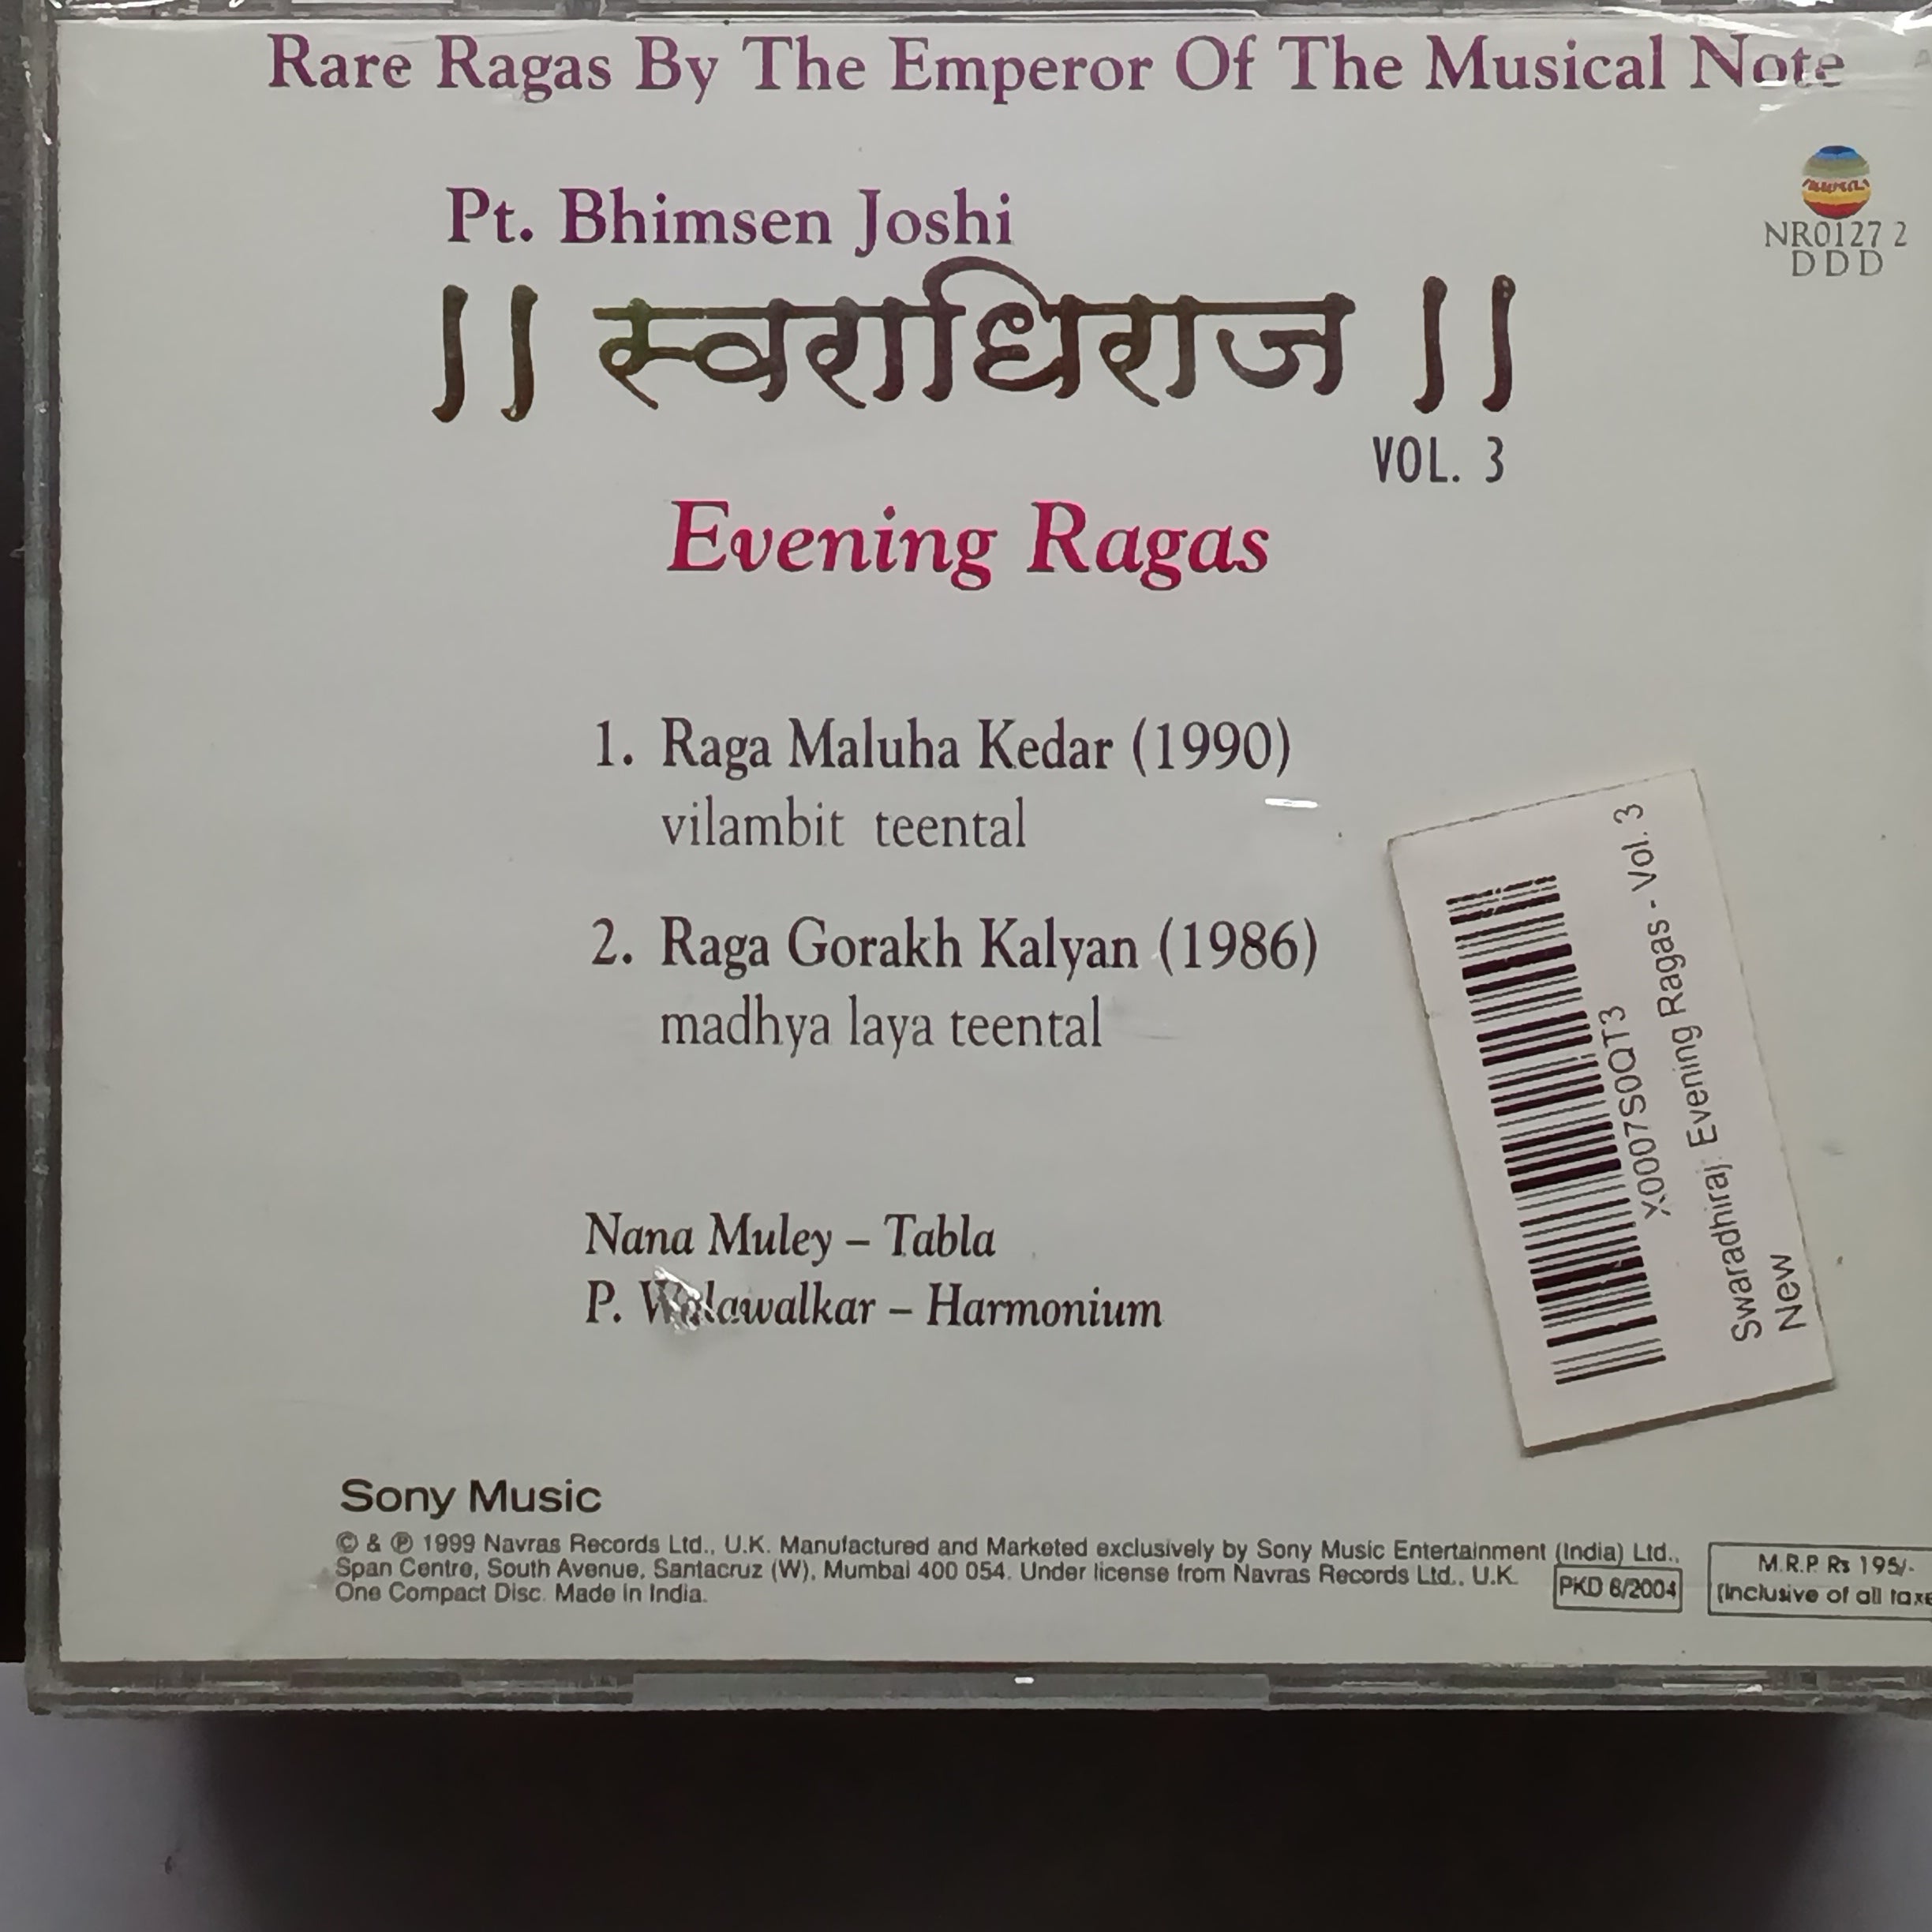 Rare Ragas By The Emperor Of The Musical Note
Pt. Bhimsen Joshi
navras
NR0127 2
DDD
|| स्वराधिराज ||
VOL. 3
Evening Ragas
1. Raga Maluha Kedar (1990)
vilambit teental
2. Raga Gorakh Kalyan (1986)
madhya laya teental
X0007S0QT3
Swaradhiraj: Evening Ragas - Vol. 3
New
Nana Muley – Tabla
P. Walawalkar – Harmonium
Sony Music
© & ℗ 1999 Navras Records Ltd., U.K. Manufactured and Marketed exclusively by Sony Music Entertainment (India) Ltd.,
Span Centre, South Avenue, Santacruz (W), Mumbai 400 054. Under license from Navras Records Ltd., U.K.
One Compact Disc. Made in India.
PKD 8/2004
M.R.P. Rs 195/-
(Inclusive of all